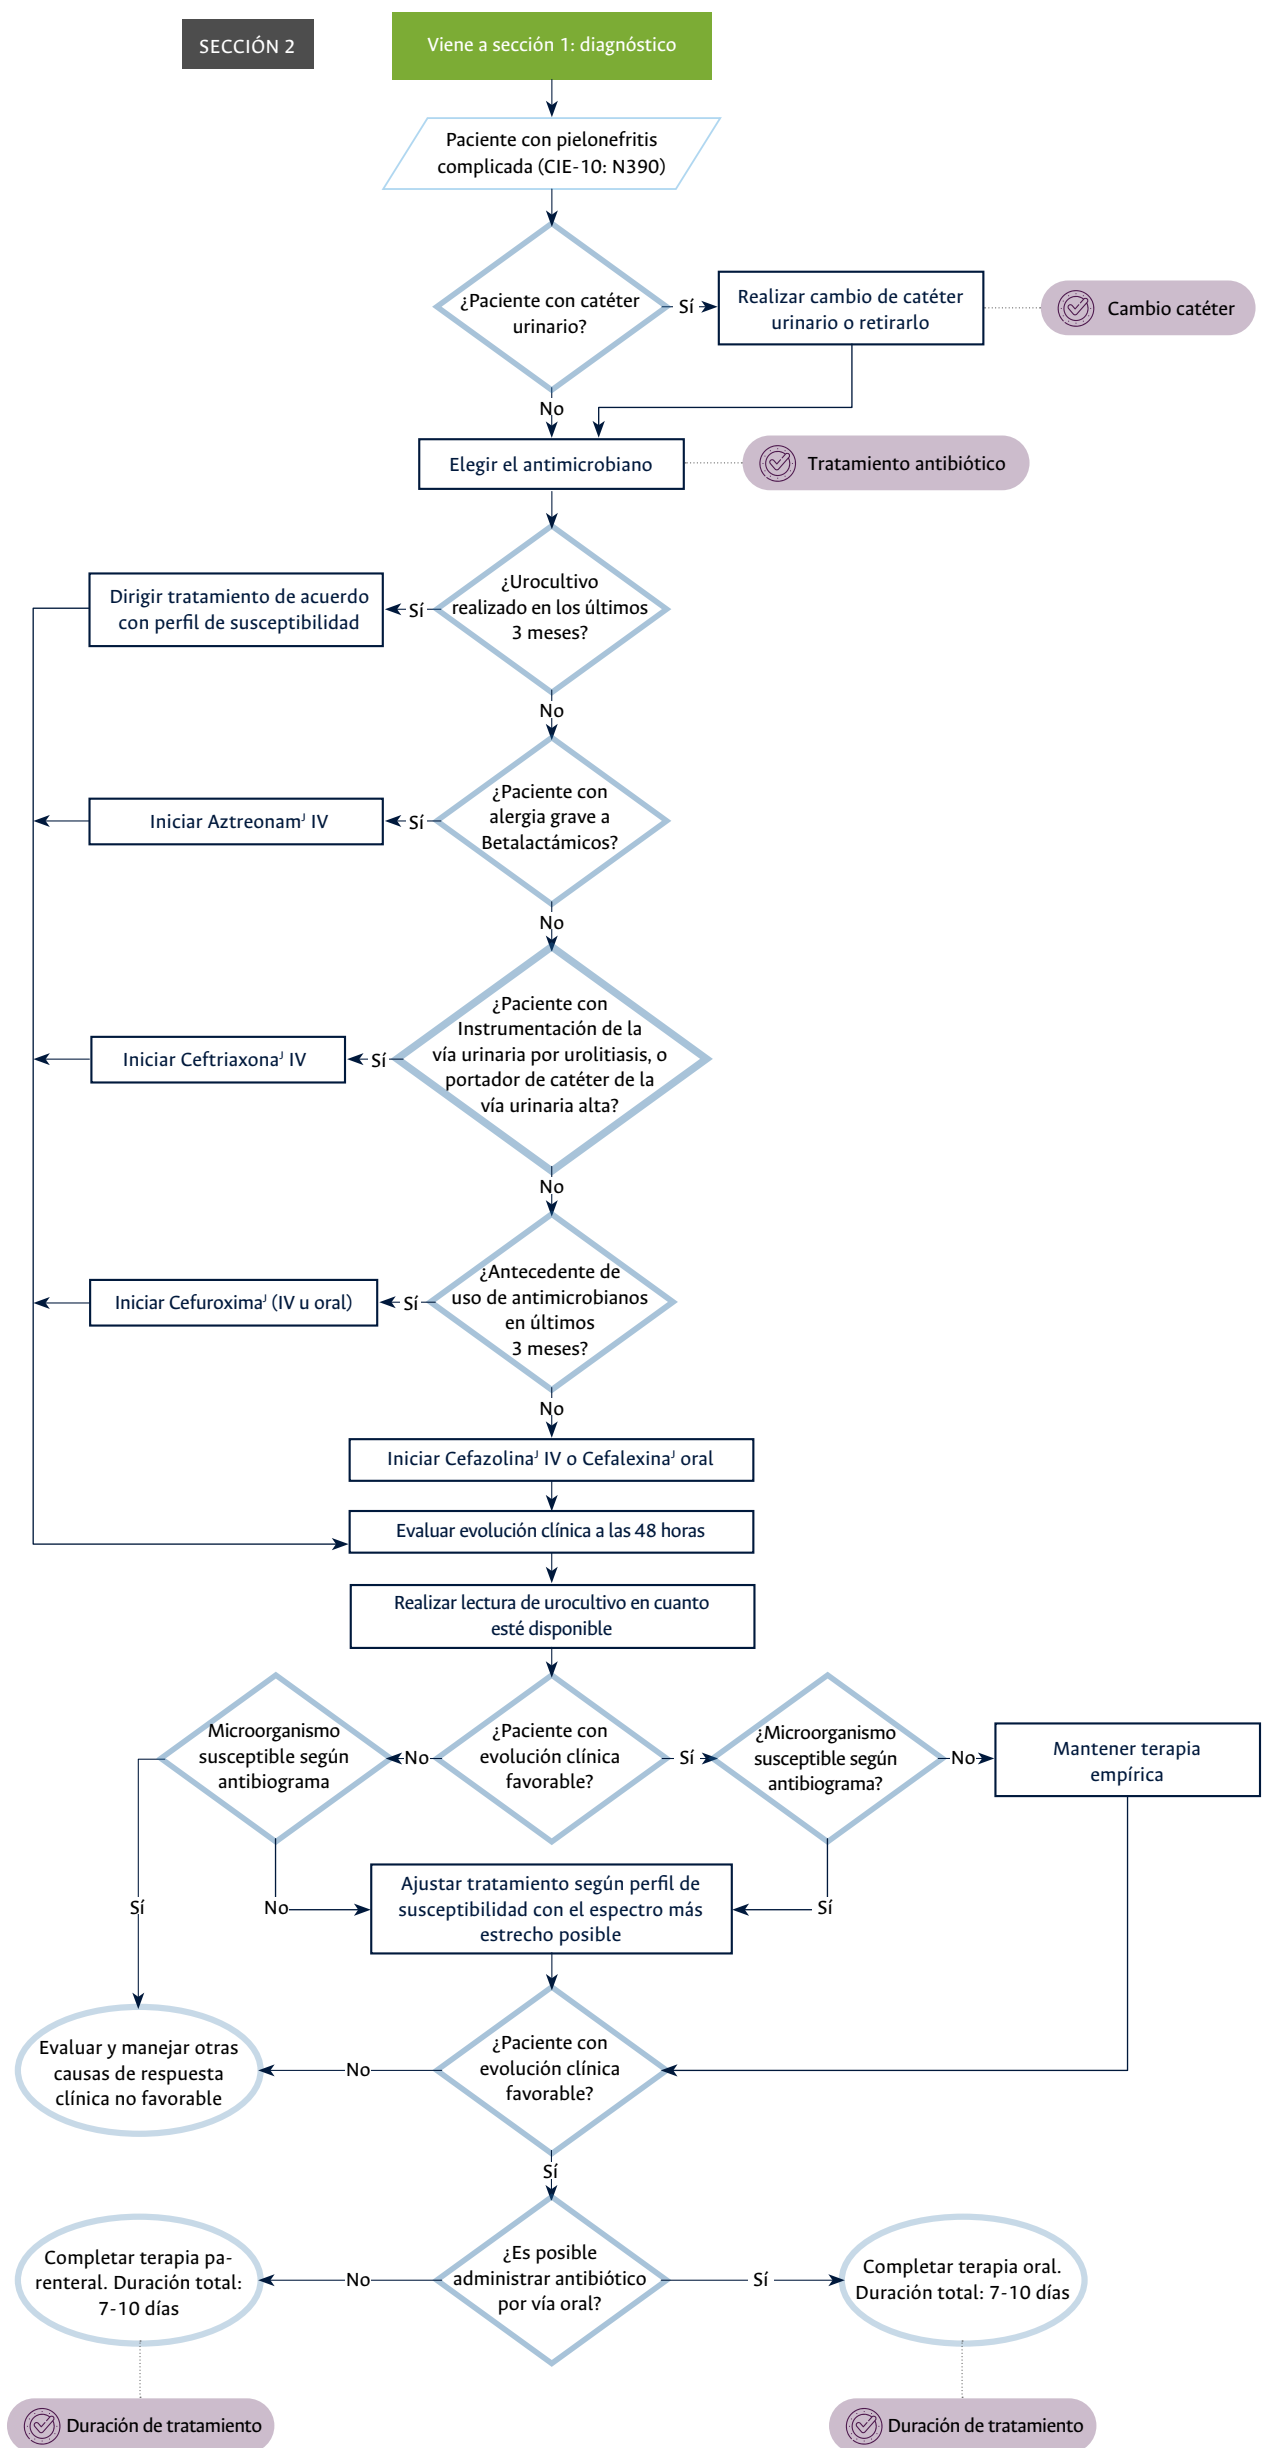 SECCIÓN 2
Viene a sección 1: diagnóstico
Paciente con pielonefritis
complicada (CIE-10: N390)
¿Paciente con catéter
urinario?
Sí
Realizar cambio de catéter
urinario o retirarlo
Cambio catéter
No
Elegir el antimicrobiano
Tratamiento antibiótico
¿Urocultivo
realizado en los últimos
3 meses?
Sí
Dirigir tratamiento de acuerdo
con perfil de susceptibilidad
No
¿Paciente con
alergia grave a
Betalactámicos?
Sí
Iniciar Aztreonamᴶ IV
No
¿Paciente con
Instrumentación de la
vía urinaria por urolitiasis, o
portador de catéter de la
vía urinaria alta?
Sí
Iniciar Ceftriaxonaᴶ IV
No
¿Antecedente de
uso de antimicrobianos
en últimos
3 meses?
Sí
Iniciar Cefuroximaᴶ (IV u oral)
No
Iniciar Cefazolinaᴶ IV o Cefalexinaᴶ oral
Evaluar evolución clínica a las 48 horas
Realizar lectura de urocultivo en cuanto
esté disponible
Microorganismo
susceptible según
antibiograma
No
¿Paciente con
evolución clínica
favorable?
Sí
¿Microorganismo
susceptible según
antibiograma?
No
Mantener terapia
empírica
Sí
No
Ajustar tratamiento según perfil de
susceptibilidad con el espectro más
estrecho posible
Sí
Evaluar y manejar otras
causas de respuesta
clínica no favorable
No
¿Paciente con
evolución clínica
favorable?
Sí
Completar terapia pa-
renteral. Duración total:
7-10 días
No
¿Es posible
administrar antibiótico
por vía oral?
Sí
Completar terapia oral.
Duración total: 7-10 días
Duración de tratamiento
Duración de tratamiento